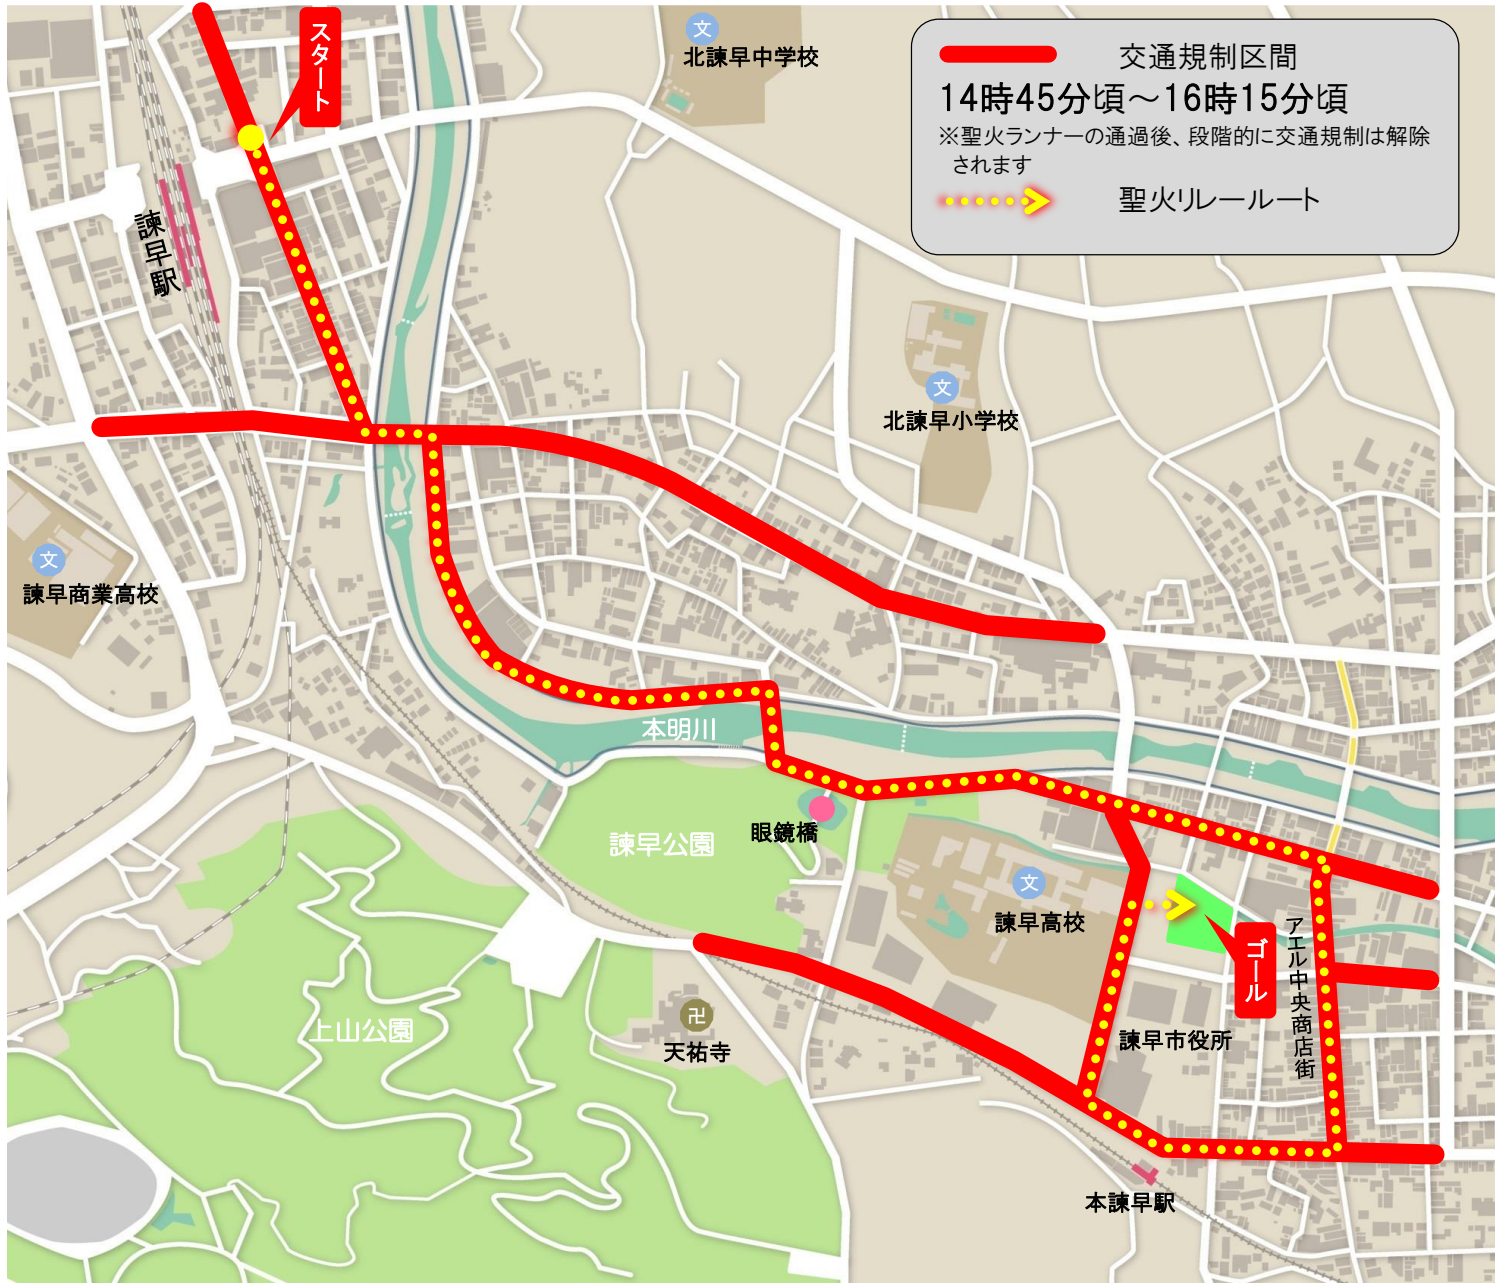 スタート
文
北諫早中学校
交通規制区間
14時45分頃～16時15分頃
※聖火ランナーの通過後、段階的に交通規制は解除
されます
聖火リレールート
諫早駅
文
北諫早小学校
文
諫早商業高校
本明川
諫早公園
眼鏡橋
文
諫早高校
ゴール
アエル中央商店街
上山公園
卍
天祐寺
諫早市役所
本諫早駅